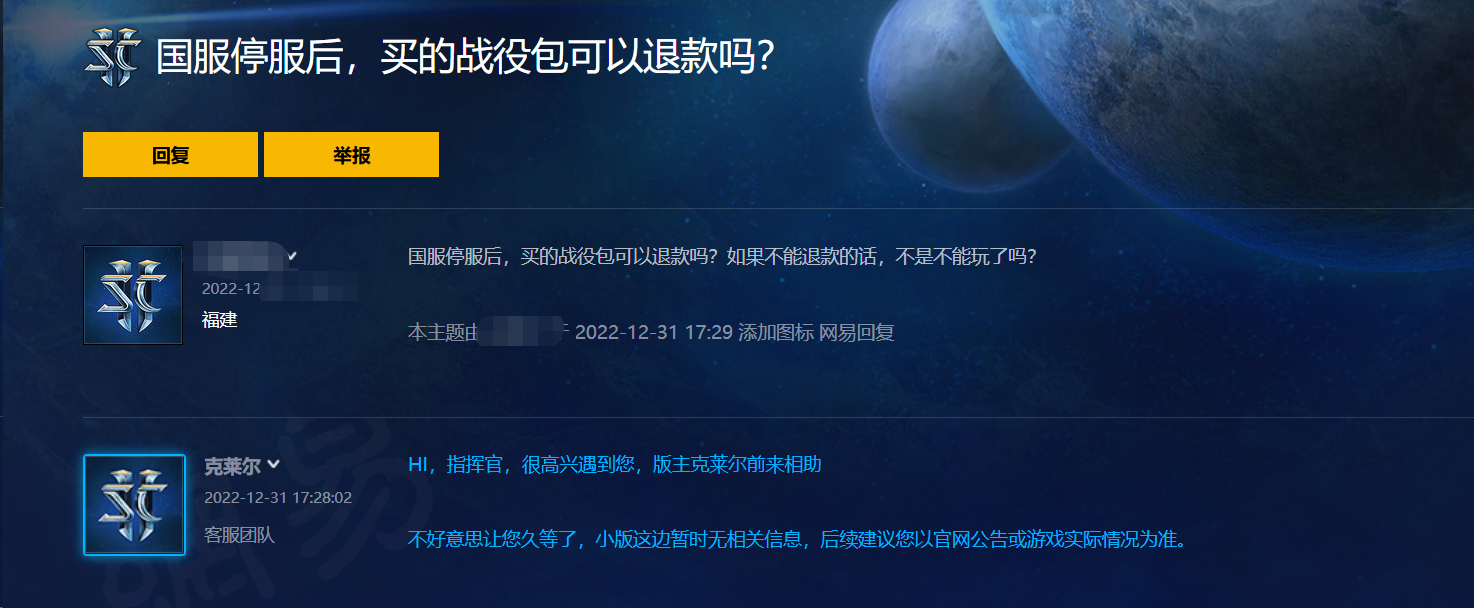 国服停服后，买的战役包可以退款吗？
回复 举报
国服停服后，买的战役包可以退款吗？如果不能退款的话，不是不能玩了吗？
2022-12
福建
本主题由 于 2022-12-31 17:29 添加图标 网易回复
克莱尔
HI，指挥官，很高兴遇到您，版主克莱尔前来相助
2022-12-31 17:28:02
客服团队
不好意思让您久等了，小版这边暂时无相关信息，后续建议您以官网公告或游戏实际情况为准。
網易